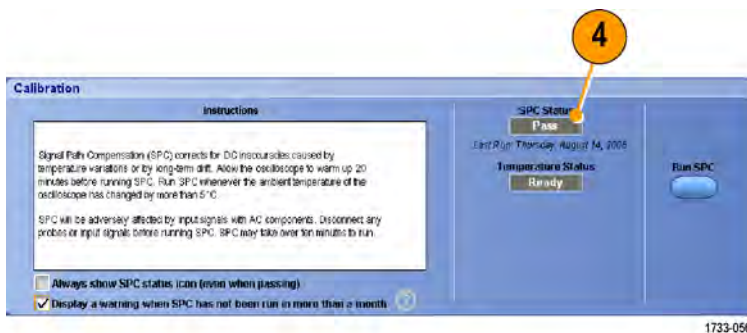 4
Calibration
Instructions
Signal Path Compensation (SPC) corrects for DC inaccuracies caused by
temperature variations or by long-term drift. Allow the oscilloscope to warm up 20
minutes before running SPC. Run SPC whenever the ambient temperature of the
oscilloscope has changed by more than 5°C.
SPC will be adversely affected by input signals with AC components. Disconnect any
probes or input signals before running SPC. SPC may take over ten minutes to run.
Always show SPC status icon (even when passing)
Display a warning when SPC has not been run in more than a month
?
SPC Status
Pass
Last Run: Thursday, August 14, 2008
Temperature Status
Ready
Run SPC
1733-050